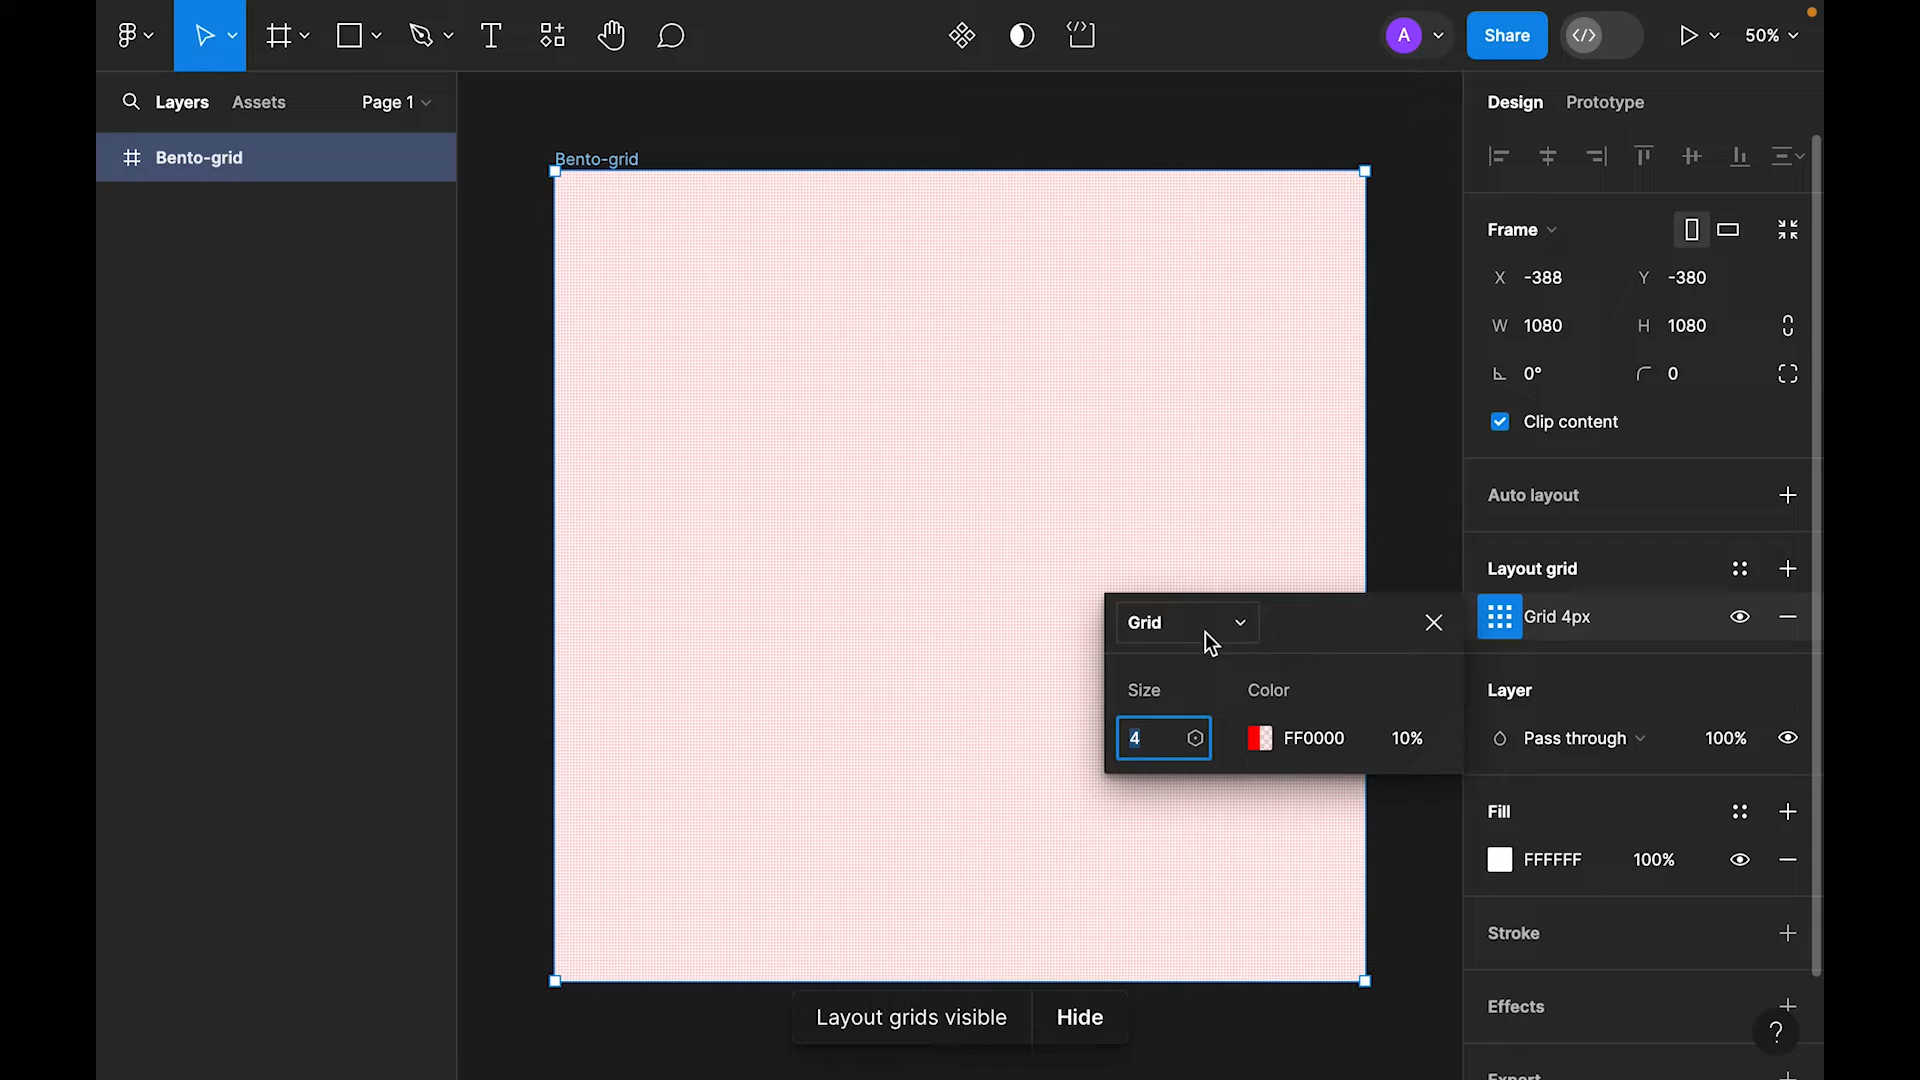 A
Share
50%
Layers Assets Page 1
Bento-grid
Bento-grid
Design Prototype
Frame
X -388 Y -380
W 1080 H 1080
0° 0
Clip content
Auto layout
Layout grid
Grid 4px
Grid
Size Color
4 FF0000 10%
Layer
Pass through 100%
Fill
FFFFFF 100%
Stroke
Effects
Export
Layout grids visible Hide
?